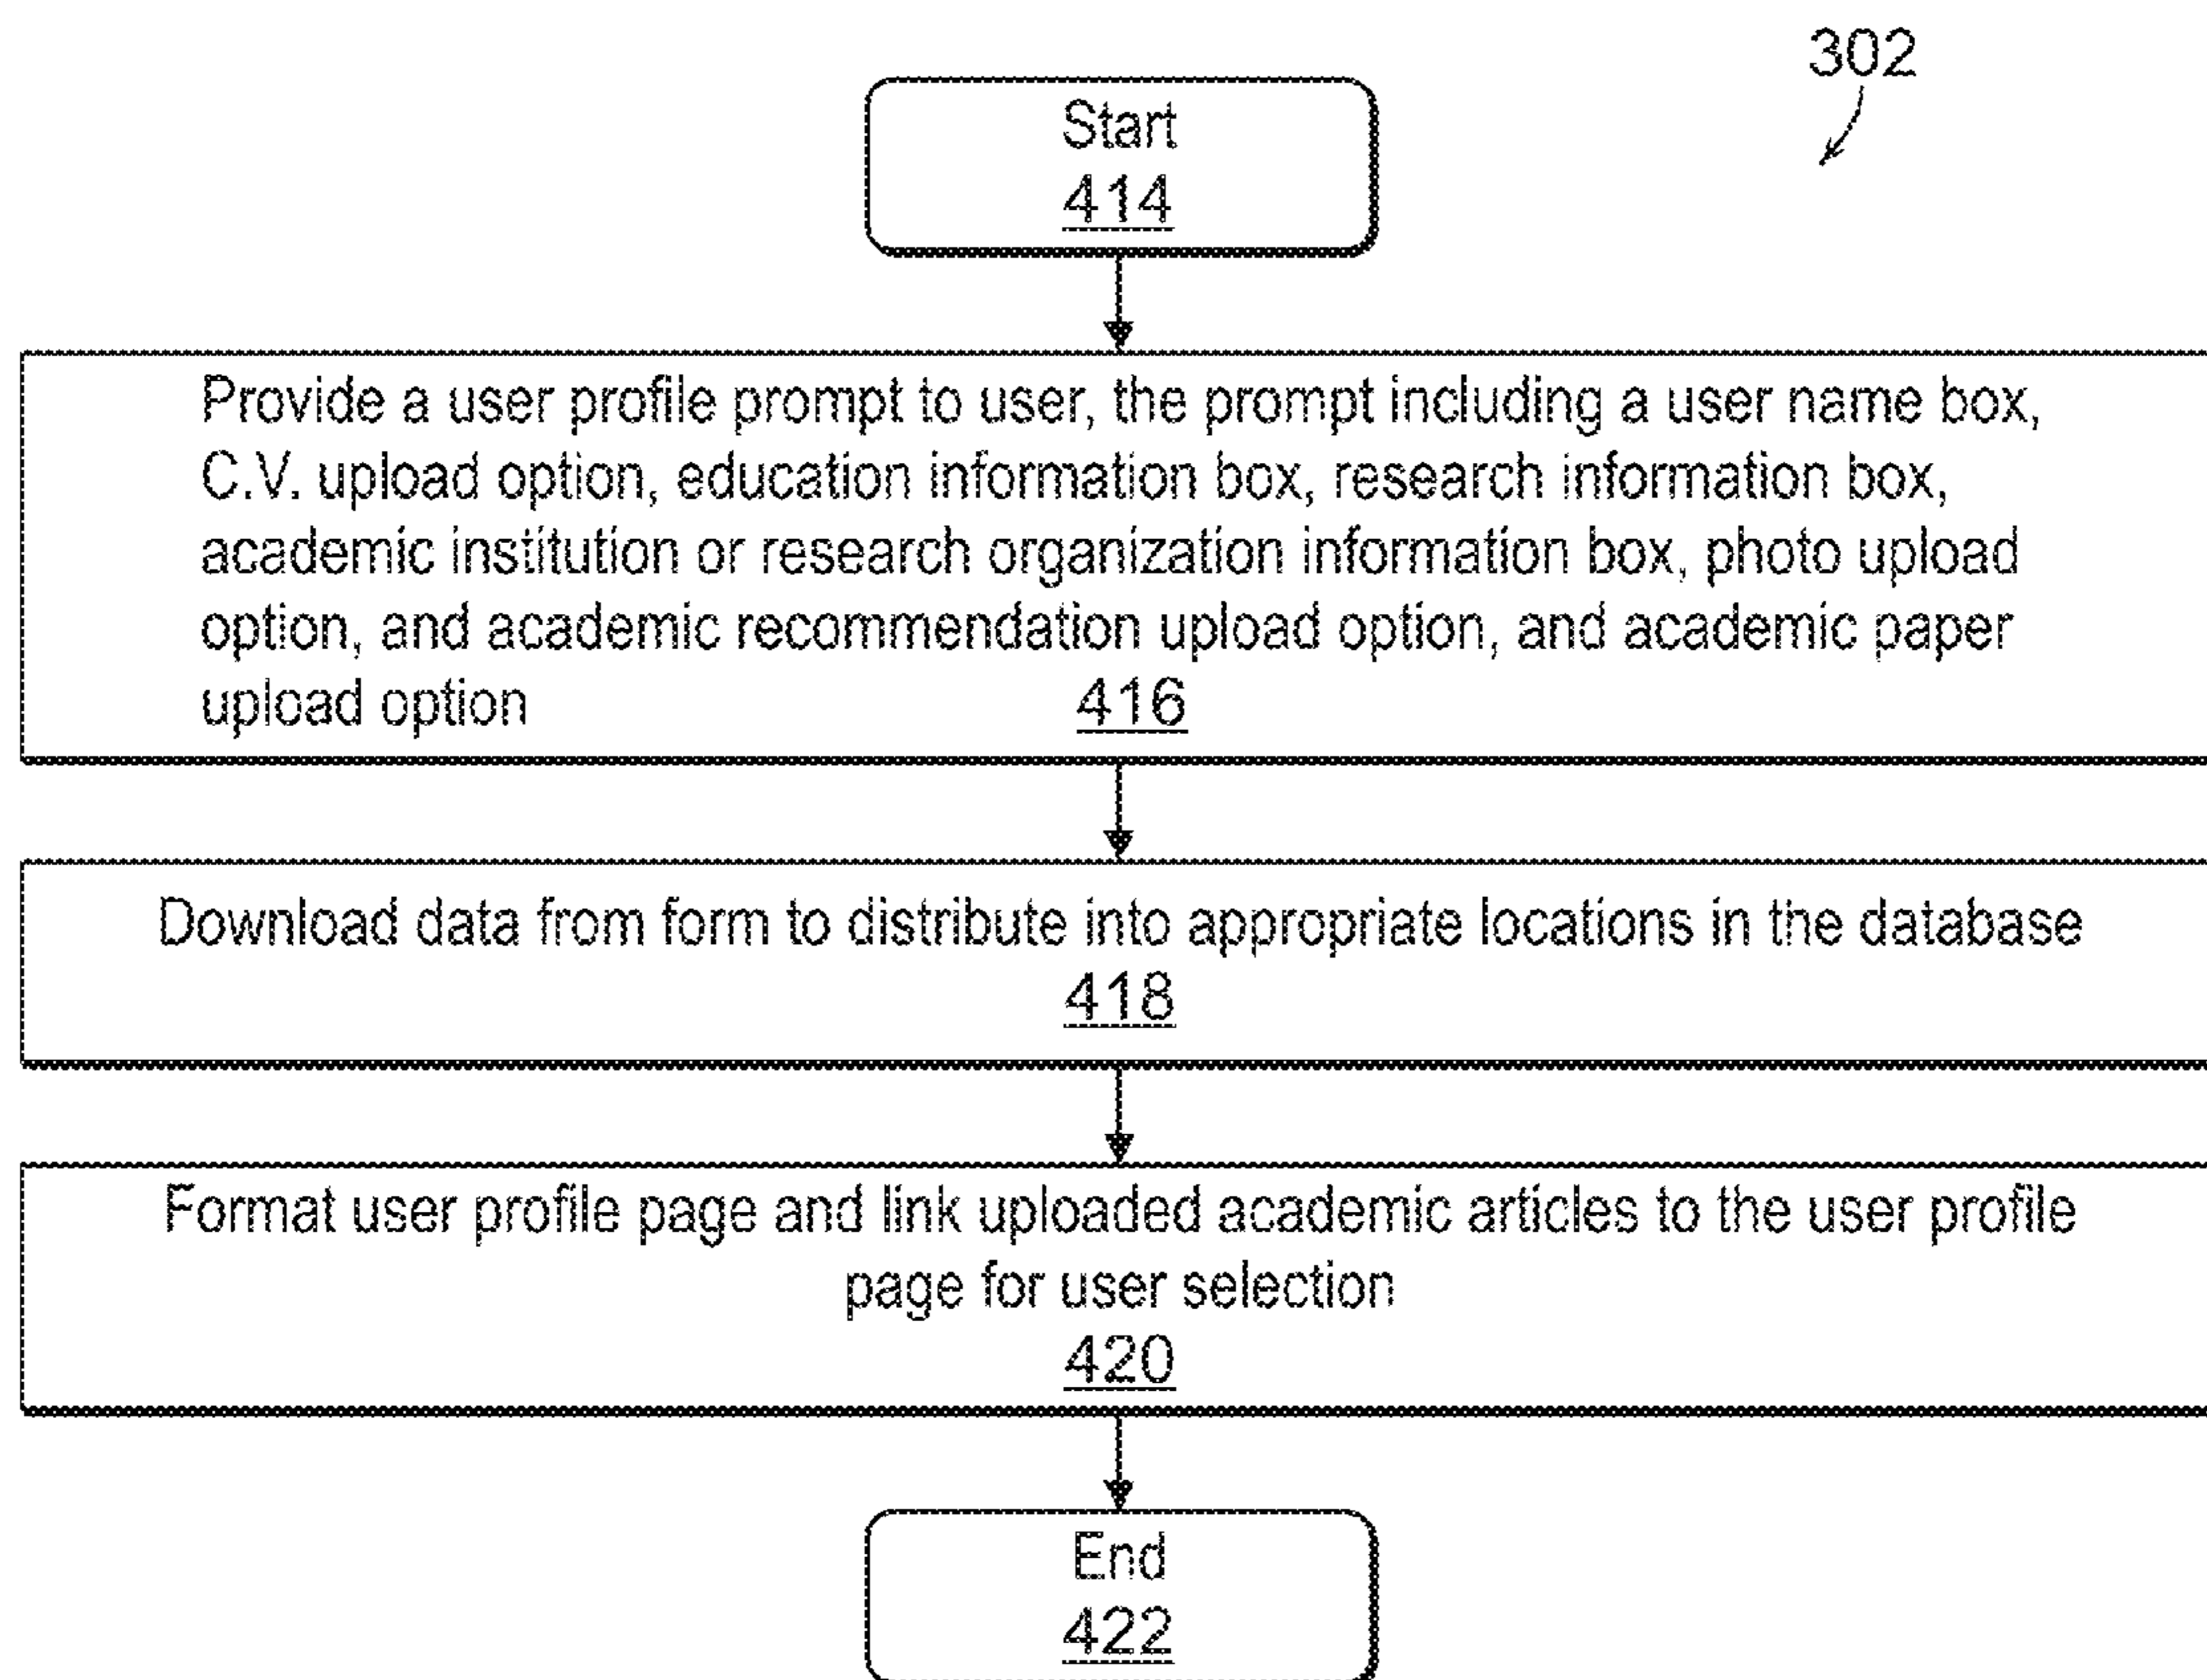 302
Start
414
Provide a user profile prompt to user, the prompt including a user name box,
C.V. upload option, education information box, research information box,
academic institution or research organization information box, photo upload
option, and academic recommendation upload option, and academic paper
upload option 416
Download data from form to distribute into appropriate locations in the database
418
Format user profile page and link uploaded academic articles to the user profile
page for user selection
420
End
422